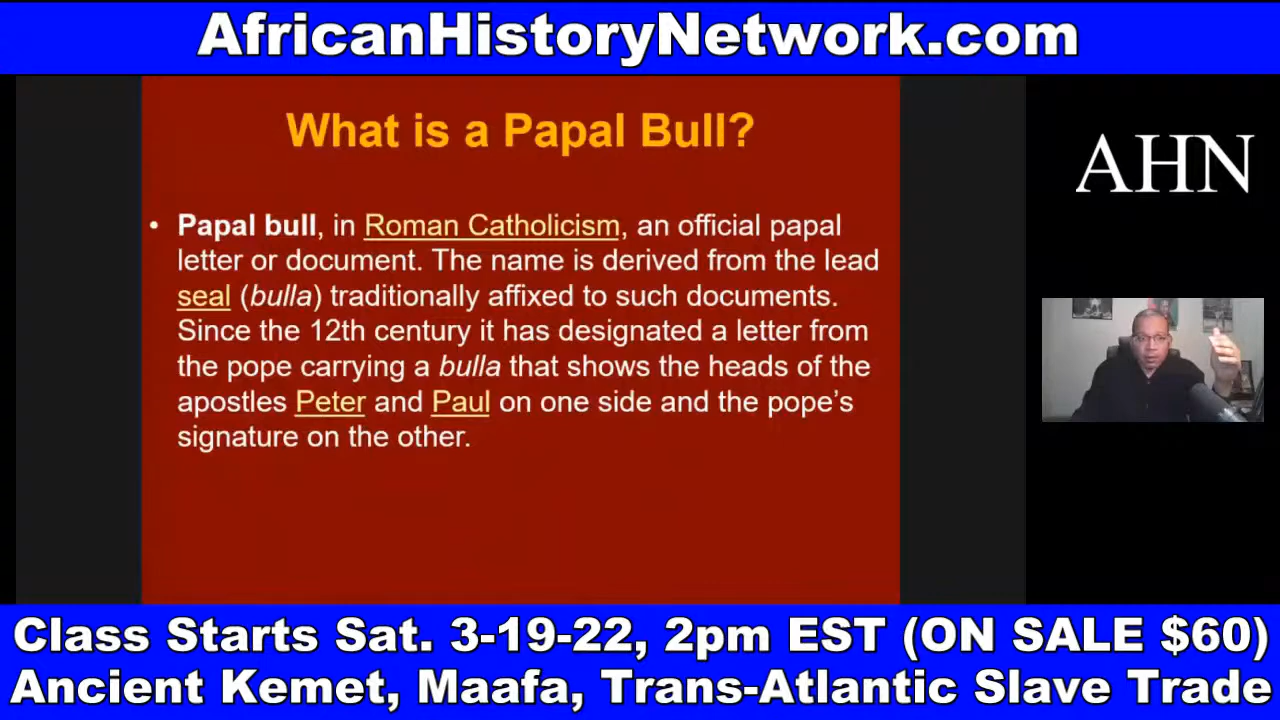 AfricanHistoryNetwork.com
What is a Papal Bull?
AHN
• Papal bull, in Roman Catholicism, an official papal
letter or document. The name is derived from the lead
seal (bulla) traditionally affixed to such documents.
Since the 12th century it has designated a letter from
the pope carrying a bulla that shows the heads of the
apostles Peter and Paul on one side and the pope’s
signature on the other.
Class Starts Sat. 3-19-22, 2pm EST (ON SALE $60)
Ancient Kemet, Maafa, Trans-Atlantic Slave Trade